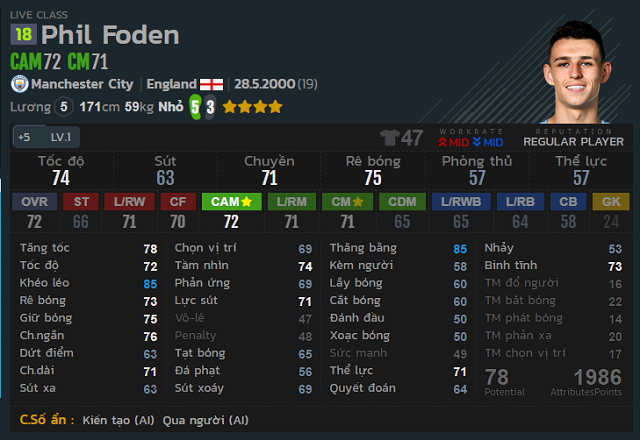 LIVE CLASS
18 Phil Foden
CAM72 CM71
Manchester City | England | 28.5.2000 (19)
Lương 5 171cm 59kg Nhỏ 5 3
+5 LV.1
47
WORKRATE
MID MID
REPUTATION
REGULAR PLAYER
Tốc độ Sút Chuyền Rê bóng Phòng thủ Thể lực
74 63 71 75 57 57
OVR ST L/RW CF CAM L/RM CM CDM L/RWB L/RB CB GK
72 66 71 70 72 71 71 65 65 64 58 24
Tăng tốc 78 Chọn vị trí 69 Thăng bằng 85 Nhảy 53
Tốc độ 72 Tầm nhìn 74 Kèm người 58 Bình tĩnh 73
Khéo léo 85 Phản ứng 69 Lấy bóng 60 TM đổ người 16
Rê bóng 73 Lực sút 71 Cắt bóng 60 TM bắt bóng 22
Giữ bóng 75 Vô-lê 47 Đánh đầu 50 TM phát bóng 14
Ch.ngắn 76 Penalty 48 Xoạc bóng 50 TM phản xạ 20
Dứt điểm 63 Tạt bóng 65 Sức mạnh 49 TM chọn vị trí 17
Ch.dài 71 Đá phạt 56 Thể lực 71
Sút xa 63 Sút xoáy 69 Quyết đoán 64
78 1986
Potential AttributesPoints
C.Số ẩn : Kiến tạo (AI) Qua người (AI)